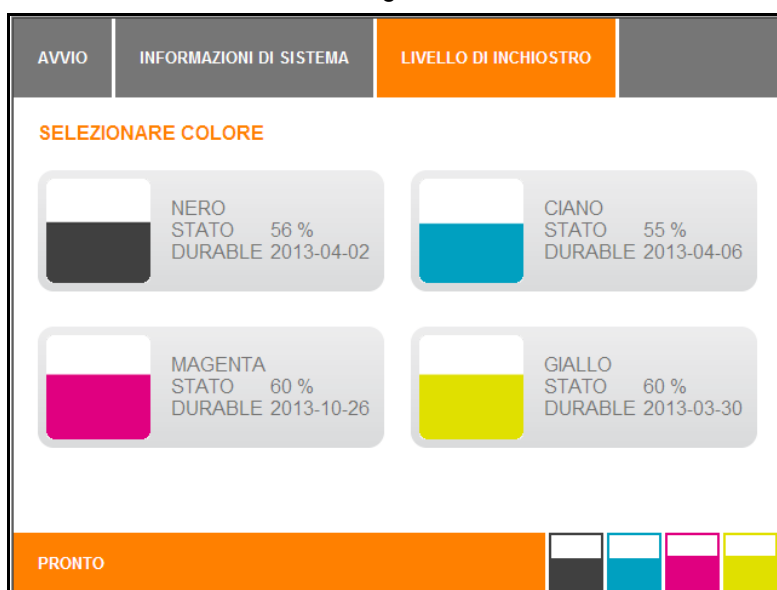 AVVIO INFORMAZIONI DI SISTEMA LIVELLO DI INCHIOSTRO
SELEZIONARE COLORE
NERO
STATO 56 %
DURABLE 2013-04-02
CIANO
STATO 55 %
DURABLE 2013-04-06
MAGENTA
STATO 60 %
DURABLE 2013-10-26
GIALLO
STATO 60 %
DURABLE 2013-03-30
PRONTO